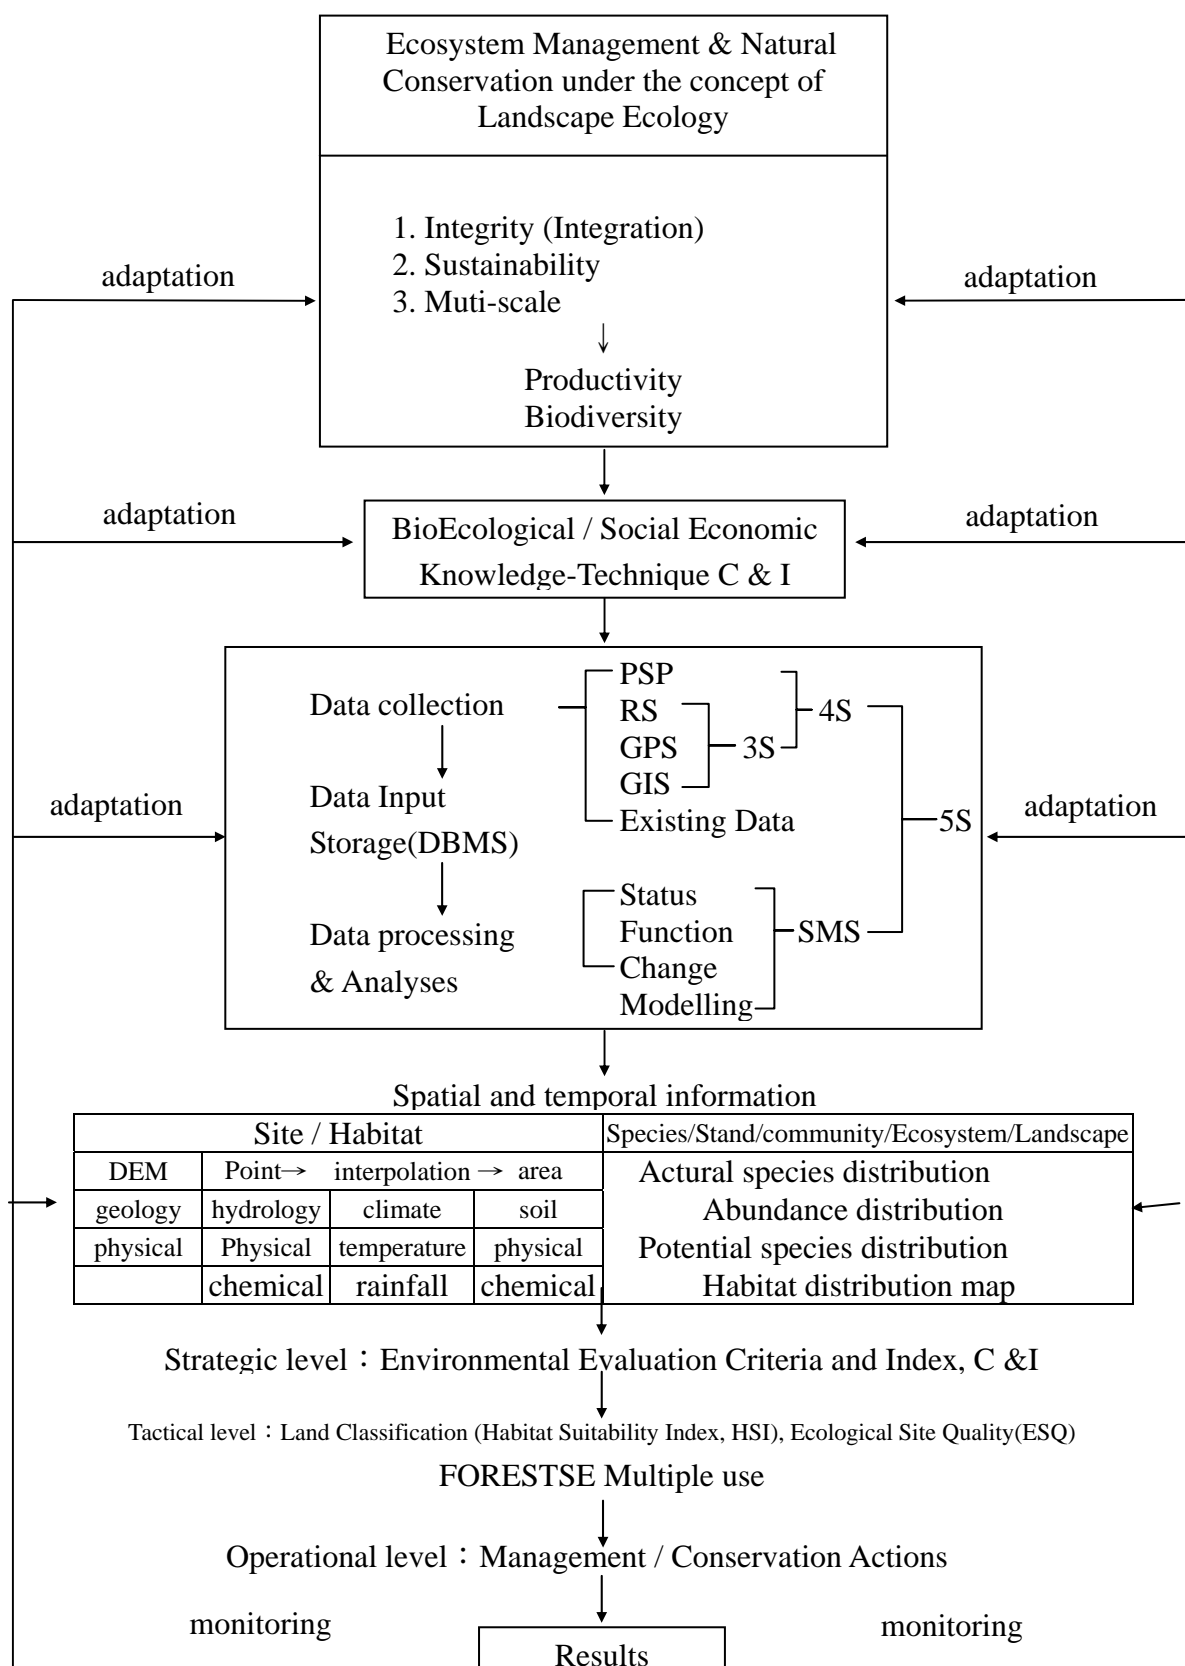 Ecosystem Management & Natural
Conservation under the concept of
Landscape Ecology
1. Integrity (Integration)
2. Sustainability
3. Muti-scale
↓
Productivity
Biodiversity
adaptation
adaptation
adaptation
BioEcological / Social Economic
Knowledge-Technique C & I
adaptation
Data collection
Data Input
Storage(DBMS)
Data processing
& Analyses
PSP
RS
GPS
GIS
Existing Data
3S
4S
5S
Status
Function
Change
Modelling
SMS
adaptation
adaptation
Spatial and temporal information
Site / Habitat
Species/Stand/community/Ecosystem/Landscape
DEM Point→ interpolation → area
geology hydrology climate soil
physical Physical temperature physical
chemical rainfall chemical
Actural species distribution
Abundance distribution
Potential species distribution
Habitat distribution map
Strategic level：Environmental Evaluation Criteria and Index, C &I
Tactical level：Land Classification (Habitat Suitability Index, HSI), Ecological Site Quality(ESQ)
FORESTSE Multiple use
Operational level：Management / Conservation Actions
monitoring
monitoring
Results